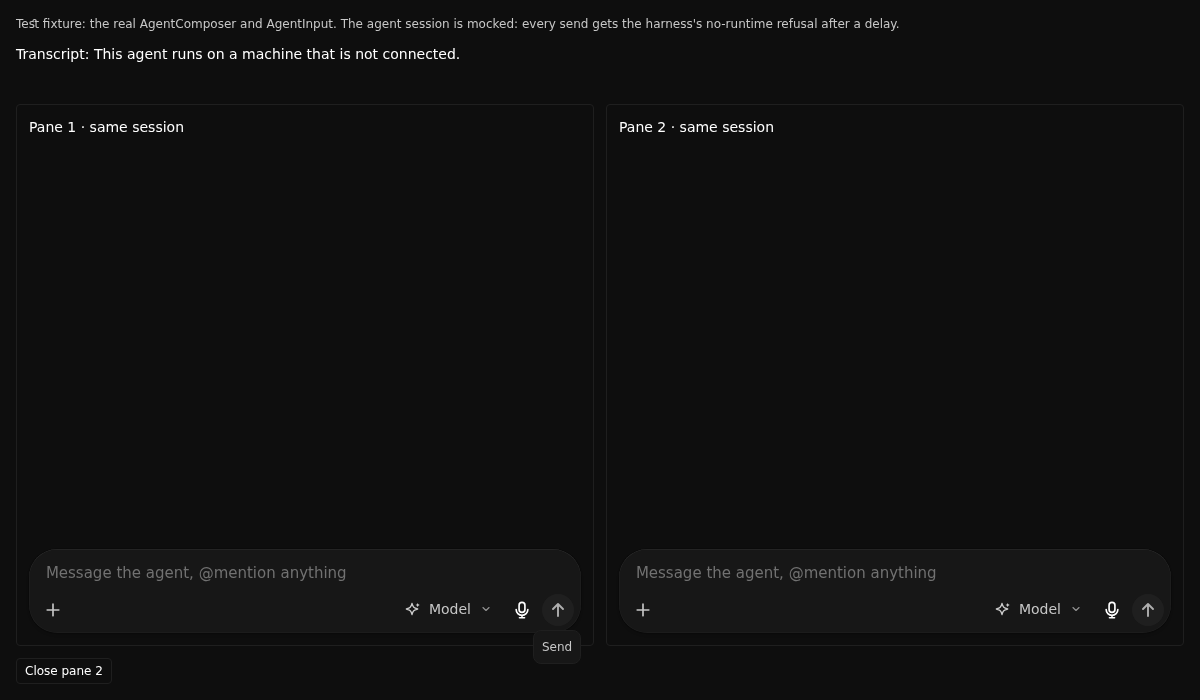 Test fixture: the real AgentComposer and AgentInput. The agent session is mocked: every send gets the harness's no-runtime refusal after a delay.
Transcript: This agent runs on a machine that is not connected.
Pane 1 · same session
Pane 2 · same session
Message the agent, @mention anything
Message the agent, @mention anything
Model
Model
Send
Close pane 2